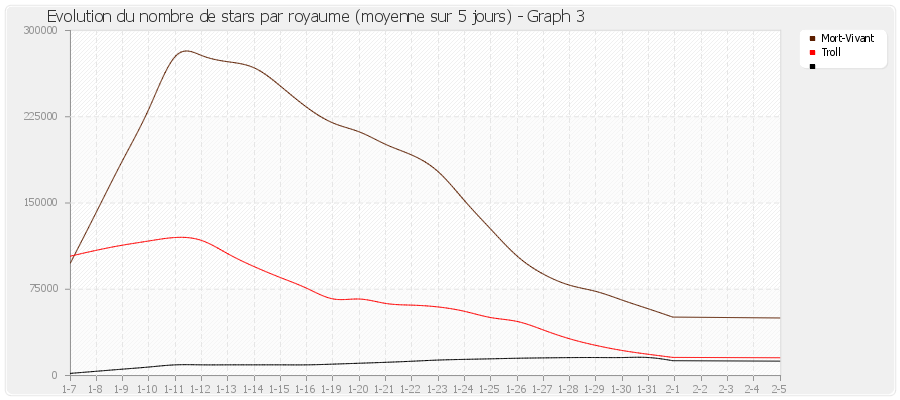 Evolution du nombre de stars par royaume (moyenne sur 5 jours) - Graph 3
300000
225000
150000
75000
0
1-7 1-8 1-9 1-10 1-11 1-12 1-13 1-14 1-15 1-16 1-19 1-20 1-21 1-22 1-23 1-24 1-25 1-26 1-27 1-28 1-29 1-30 1-31 2-1 2-2 2-3 2-4 2-5
Mort-Vivant
Troll